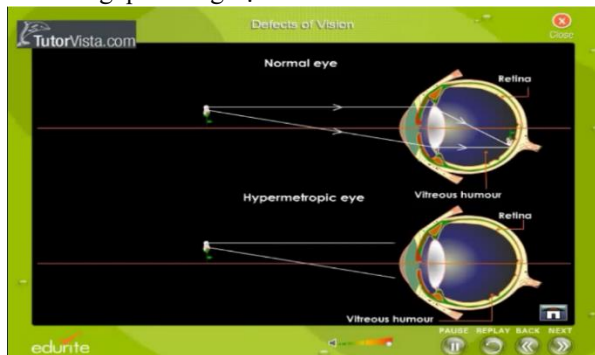 Defects of Vision
Close
TutorVista.com
Normal eye
Retina
Vitreous humour
Hypermetropic eye
Retina
Vitreous humour
PAUSE REPLAY BACK NEXT
edurite